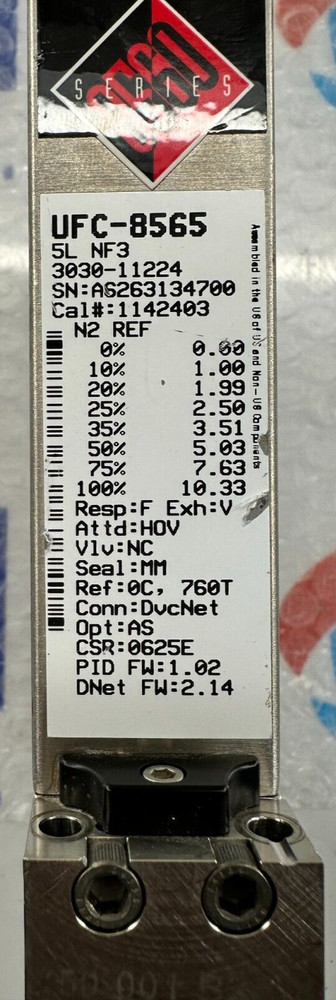 SERIES
UFC-8565
5L NF3
3030-11224
SN:A6263134700
Cal#:1142403
N2 REF
0% 0.00
10% 1.00
20% 1.99
25% 2.50
35% 3.51
50% 5.03
75% 7.63
100% 10.33
Resp:F Exh:V
Attd:HOV
Vlv:NC
Seal:MM
Ref:0C, 760T
Conn:DvcNet
Opt:AS
CSR:0625E
PID FW:1.02
DNet FW:2.14
Assembled in the US of US and Non-US Components